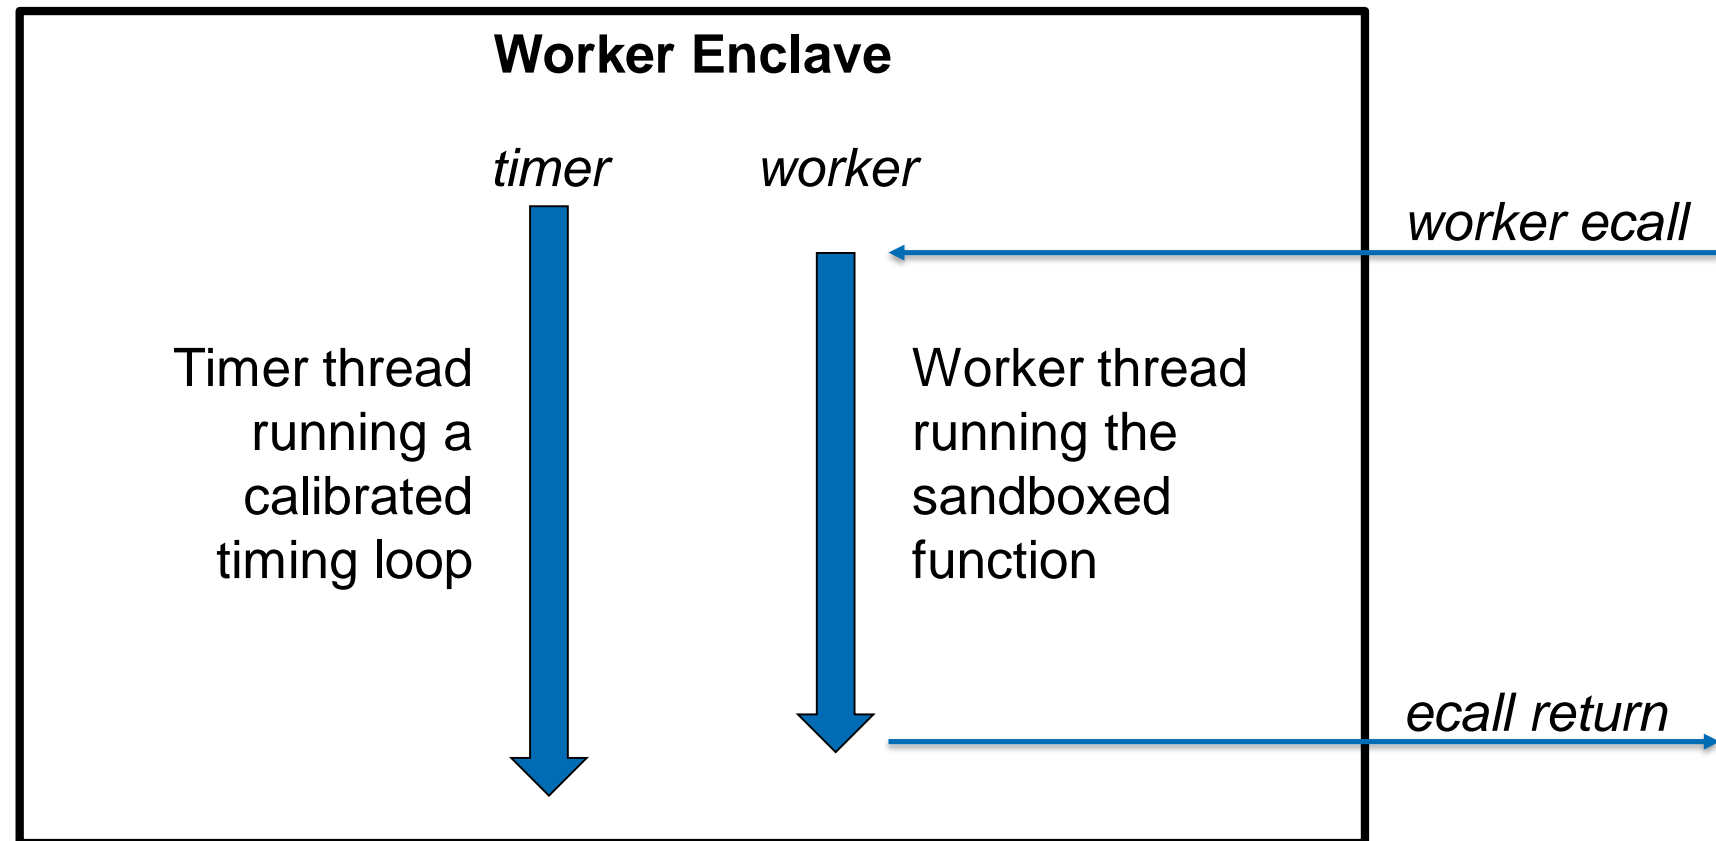 Worker Enclave
timer
worker
worker ecall
Timer thread
running a
calibrated
timing loop
Worker thread
running the
sandboxed
function
ecall return